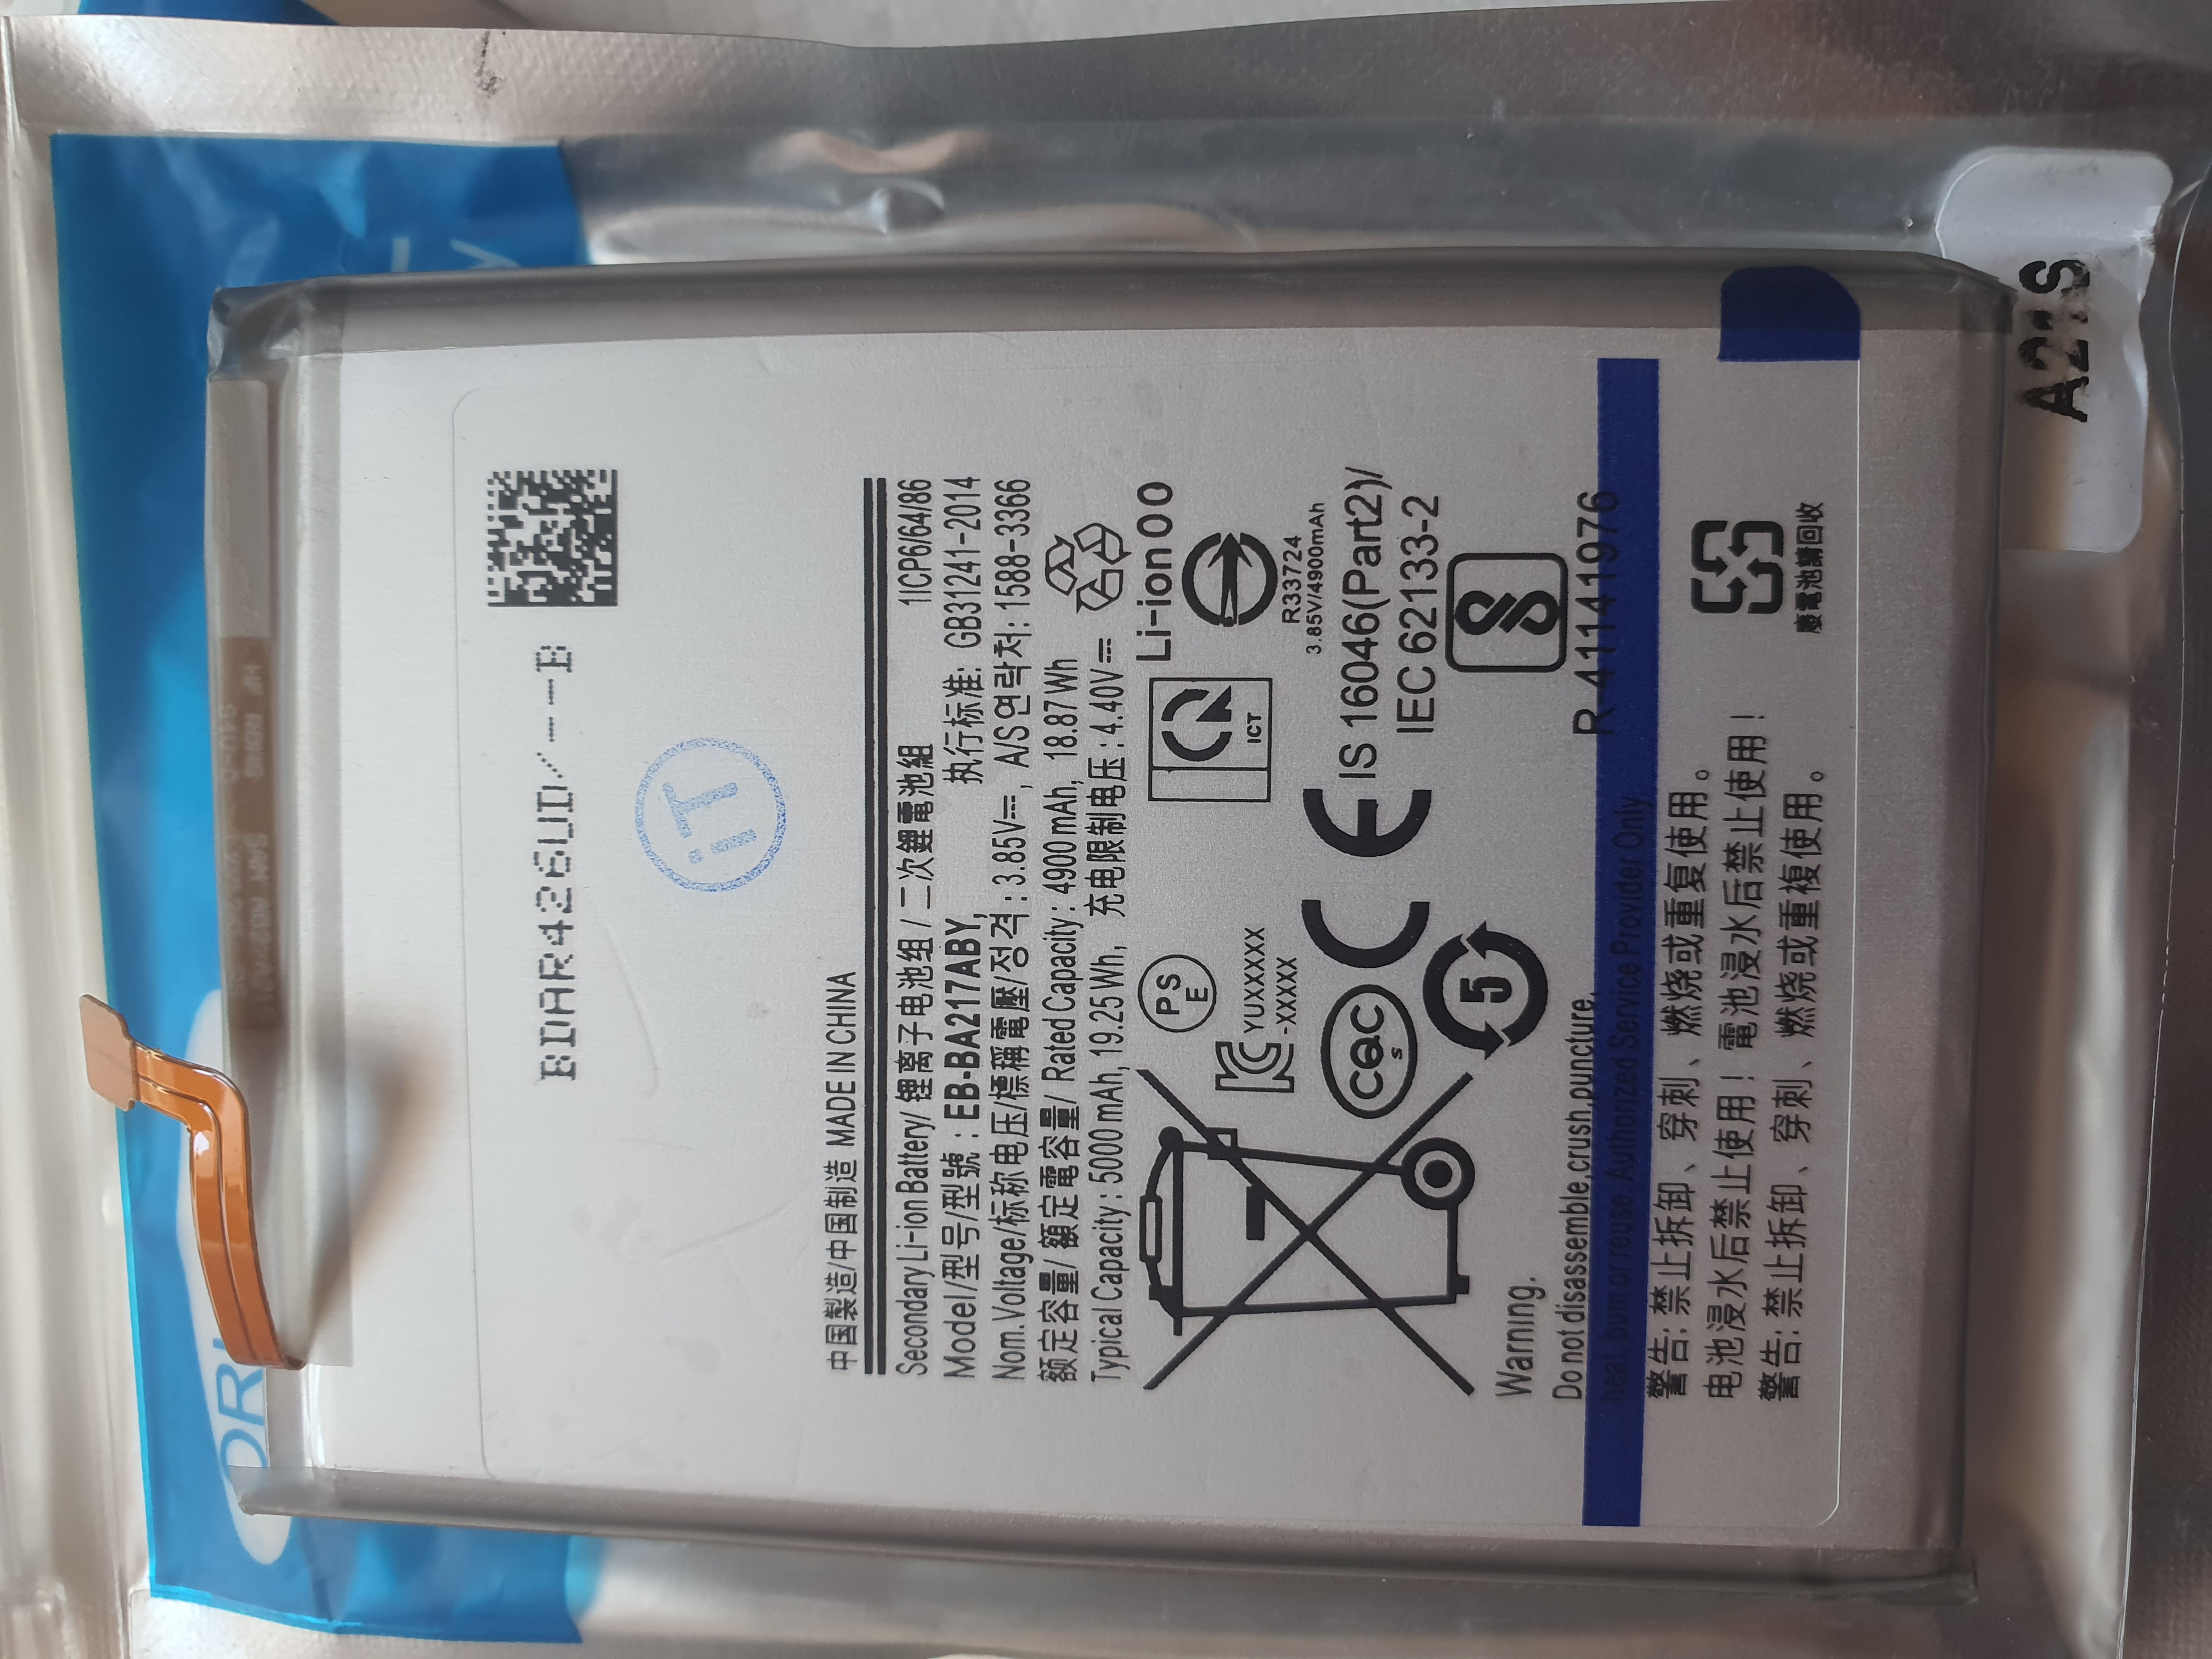 A21S
BDAR426UD/---B
iT
中国製造/中国制造 MADE IN CHINA
Secondary Li-ion Battery/ 锂离子电池组 / 二次鋰電池組 1ICP6/64/86
Model/型号/型號 : EB-BA217ABY, 执行标准: GB31241-2014
Nom. Voltage/标称电压/標稱電壓/정격 : 3.85V⎓, A/S 연락처: 1588-3366
额定容量/ 額定電容量/ Rated Capacity : 4900 mAh, 18.87 Wh
Typical Capacity : 5000 mAh, 19.25 Wh, 充电限制电压 : 4.40V⎓
PS
E
ICT
Li-ion 00
YUXXXXX
-XXXXX
R33724
3.85V/4900mAh
CQC
S
CE
IS 16046(Part2)/
IEC 62133-2
5
R-41141976
Warning.
Do not disassemble,crush,puncture,
heat, burn or reuse. Authorized Service Provider Only.
警告: 禁止拆卸、穿刺、燃烧或重复使用。
电池浸水后禁止使用! 電池浸水后禁止使用!
警告: 禁止拆卸、穿刺、燃烧或重複使用。
廢電池請回收